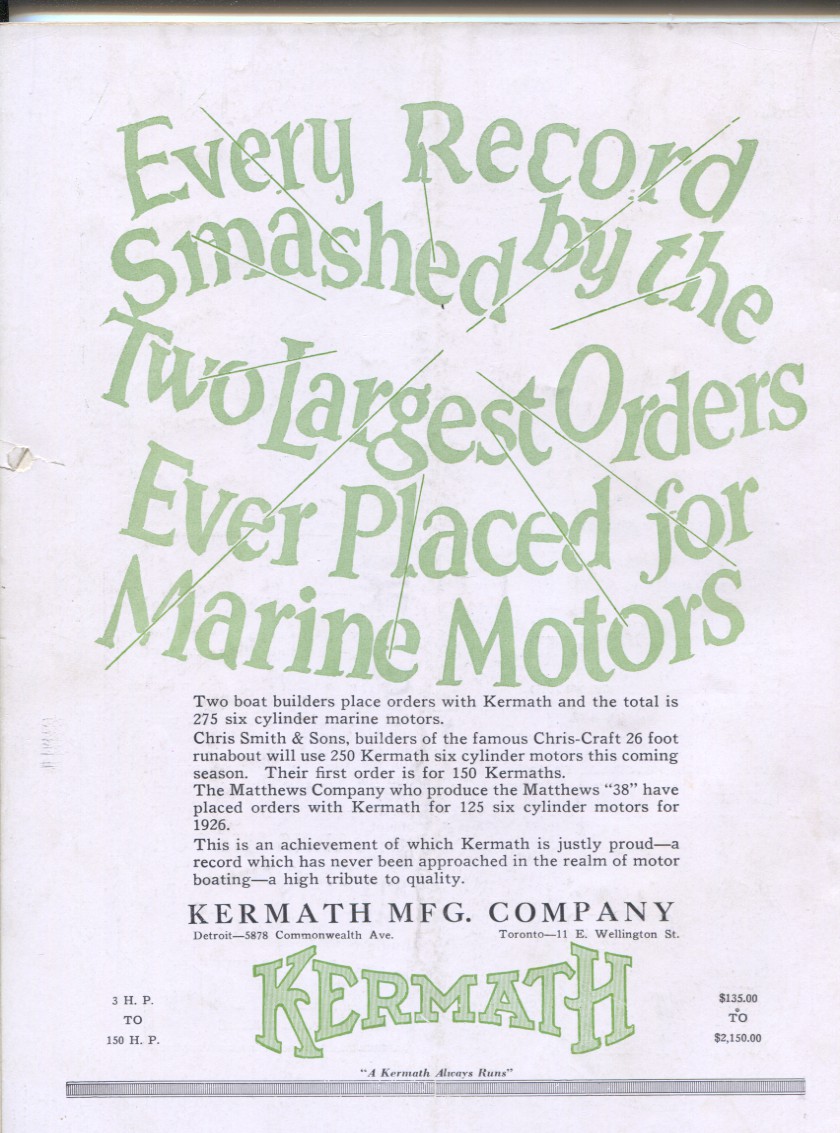 Every Record
Smashed by the
Two Largest Orders
Ever Placed for
Marine Motors
Two boat builders place orders with Kermath and the total is
275 six cylinder marine motors.
Chris Smith & Sons, builders of the famous Chris-Craft 26 foot
runabout will use 250 Kermath six cylinder motors this coming
season. Their first order is for 150 Kermaths.
The Matthews Company who produce the Matthews "38" have
placed orders with Kermath for 125 six cylinder motors for
1926.
This is an achievement of which Kermath is justly proud—a
record which has never been approached in the realm of motor
boating—a high tribute to quality.
KERMATH MFG. COMPANY
Detroit—5878 Commonwealth Ave. Toronto—11 E. Wellington St.
KERMATH
3 H. P.
TO
150 H. P.
$135.00
TO
$2,150.00
"A Kermath Always Runs"